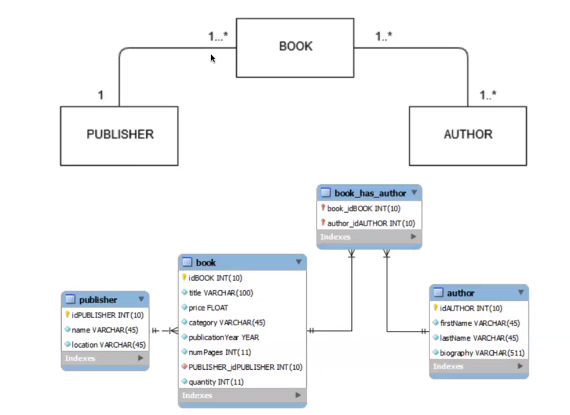 1...*
BOOK
1..*
1
1..*
PUBLISHER
AUTHOR
book_has_author
book_idBOOK INT(10)
author_idAUTHOR INT(10)
Indexes
book
idBOOK INT(10)
title VARCHAR(100)
price FLOAT
category VARCHAR(45)
publicationYear YEAR
numPages INT(11)
PUBLISHER_idPUBLISHER INT(10)
quantity INT(11)
Indexes
publisher
idPUBLISHER INT(10)
name VARCHAR(45)
location VARCHAR(45)
Indexes
author
idAUTHOR INT(10)
firstName VARCHAR(45)
lastName VARCHAR(45)
biography VARCHAR(511)
Indexes